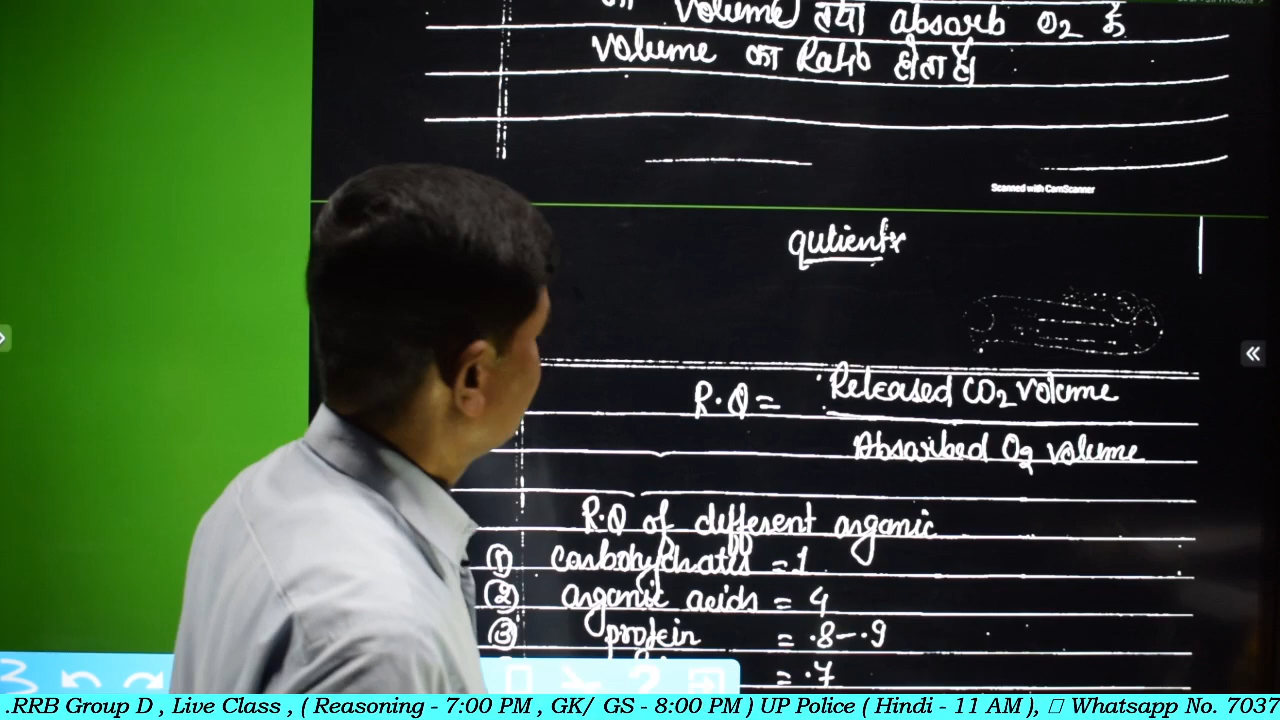 का volume तथा absorb O₂ के
volume का Ratio होता है।
Scanned with CamScanner
qutient
R.Q = Released CO₂ volume
Absorbed O₂ volume
R.Q of different organic
① carbohydrates = 1
② organic acids = 4
③ protein = .8-.9
= .7
.RRB Group D , Live Class , ( Reasoning - 7:00 PM , GK/ GS - 8:00 PM ) UP Police ( Hindi - 11 AM ), Whatsapp No. 7037